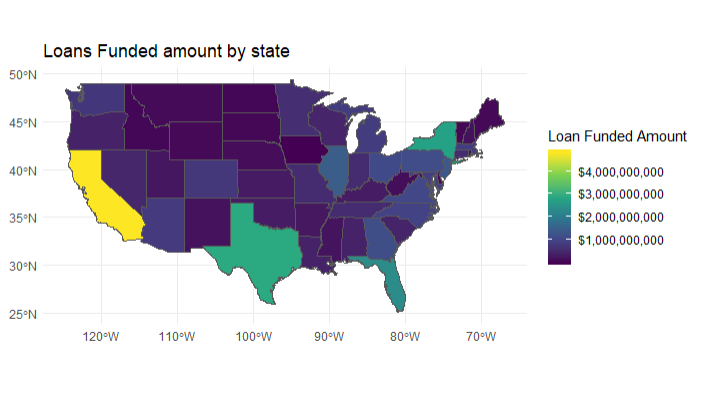 Loans Funded amount by state
50°N
45°N
40°N
35°N
30°N
25°N
120°W 110°W 100°W 90°W 80°W 70°W
Loan Funded Amount
$4,000,000,000
$3,000,000,000
$2,000,000,000
$1,000,000,000